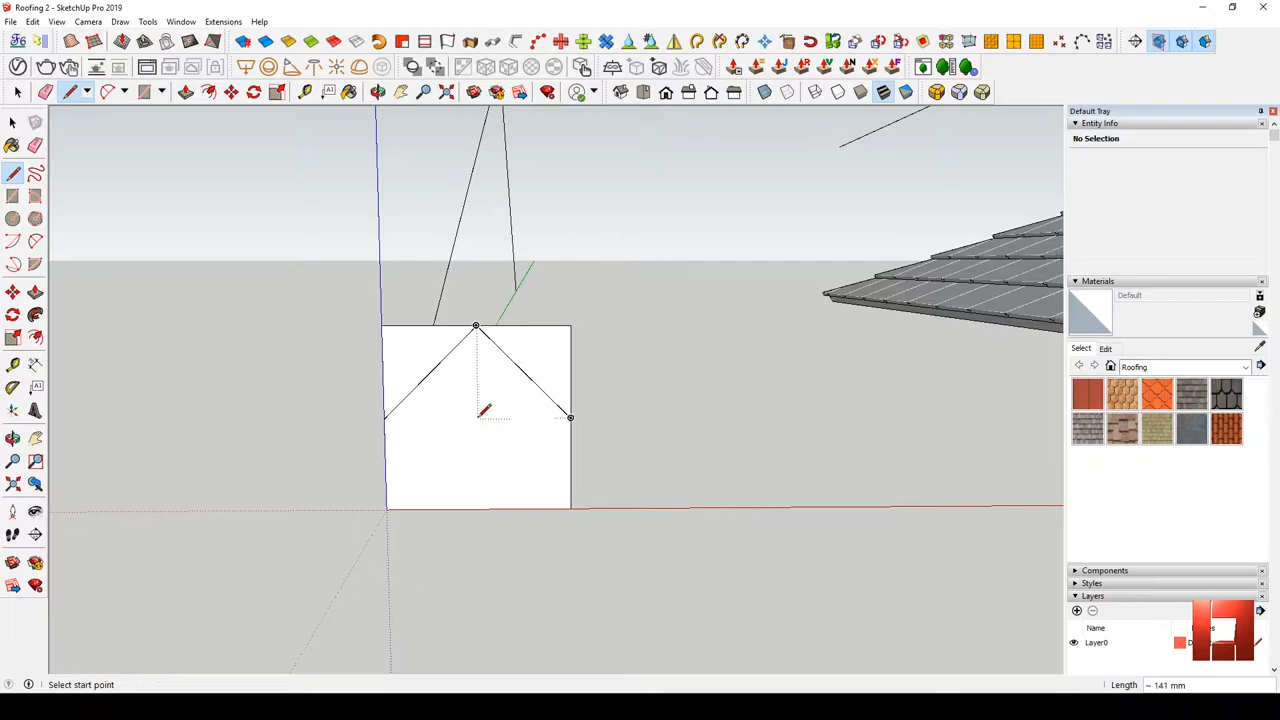 Roofing 2 - SketchUp Pro 2019
File Edit View Camera Draw Tools Window Extensions Help
Default Tray
Entity Info
No Selection
Materials
Default
Select Edit
Roofing
Components
Styles
Layers
Name
Layer0
Select start point
Length ~ 141 mm